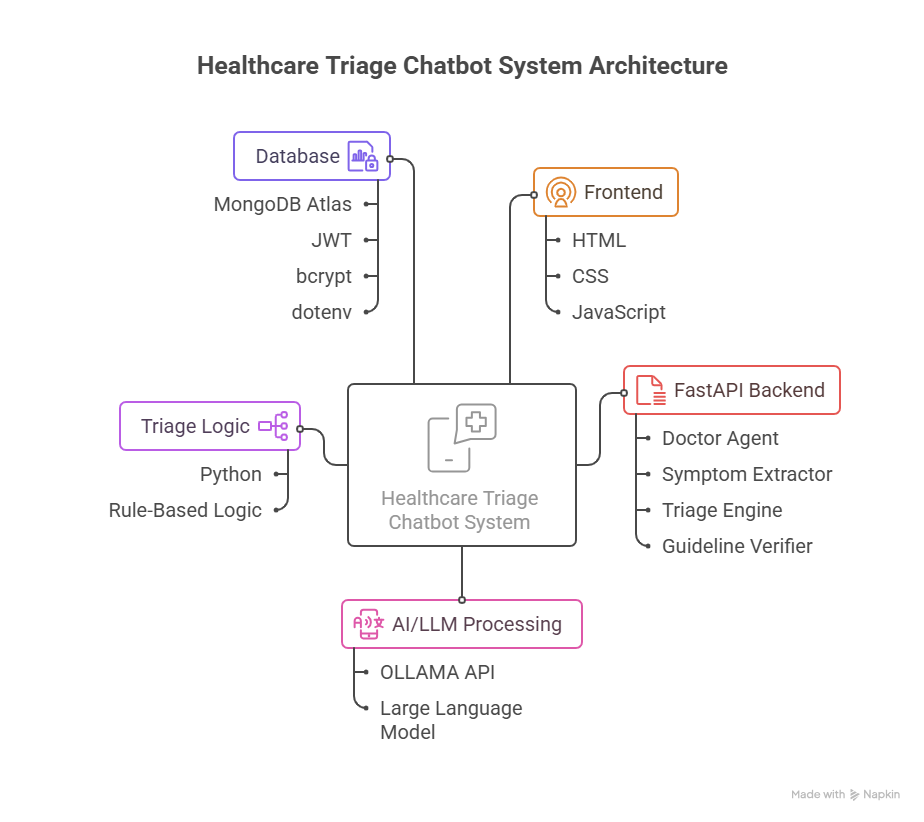 Healthcare Triage Chatbot System Architecture
Database
MongoDB Atlas
JWT
bcrypt
dotenv
Frontend
HTML
CSS
JavaScript
FastAPI Backend
Doctor Agent
Symptom Extractor
Triage Engine
Guideline Verifier
Triage Logic
Python
Rule-Based Logic
Healthcare Triage
Chatbot System
AI/LLM Processing
OLLAMA API
Large Language
Model
Made with Napkin